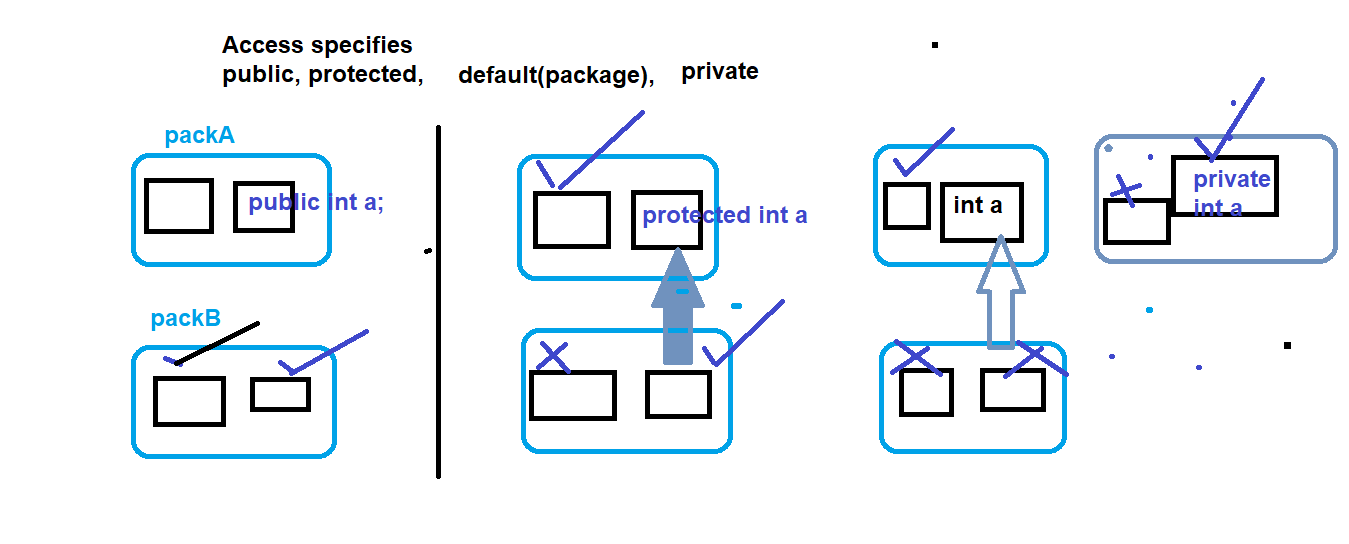 Access specifies
public, protected, default(package), private
packA
public int a;
protected int a
int a
private
int a
packB